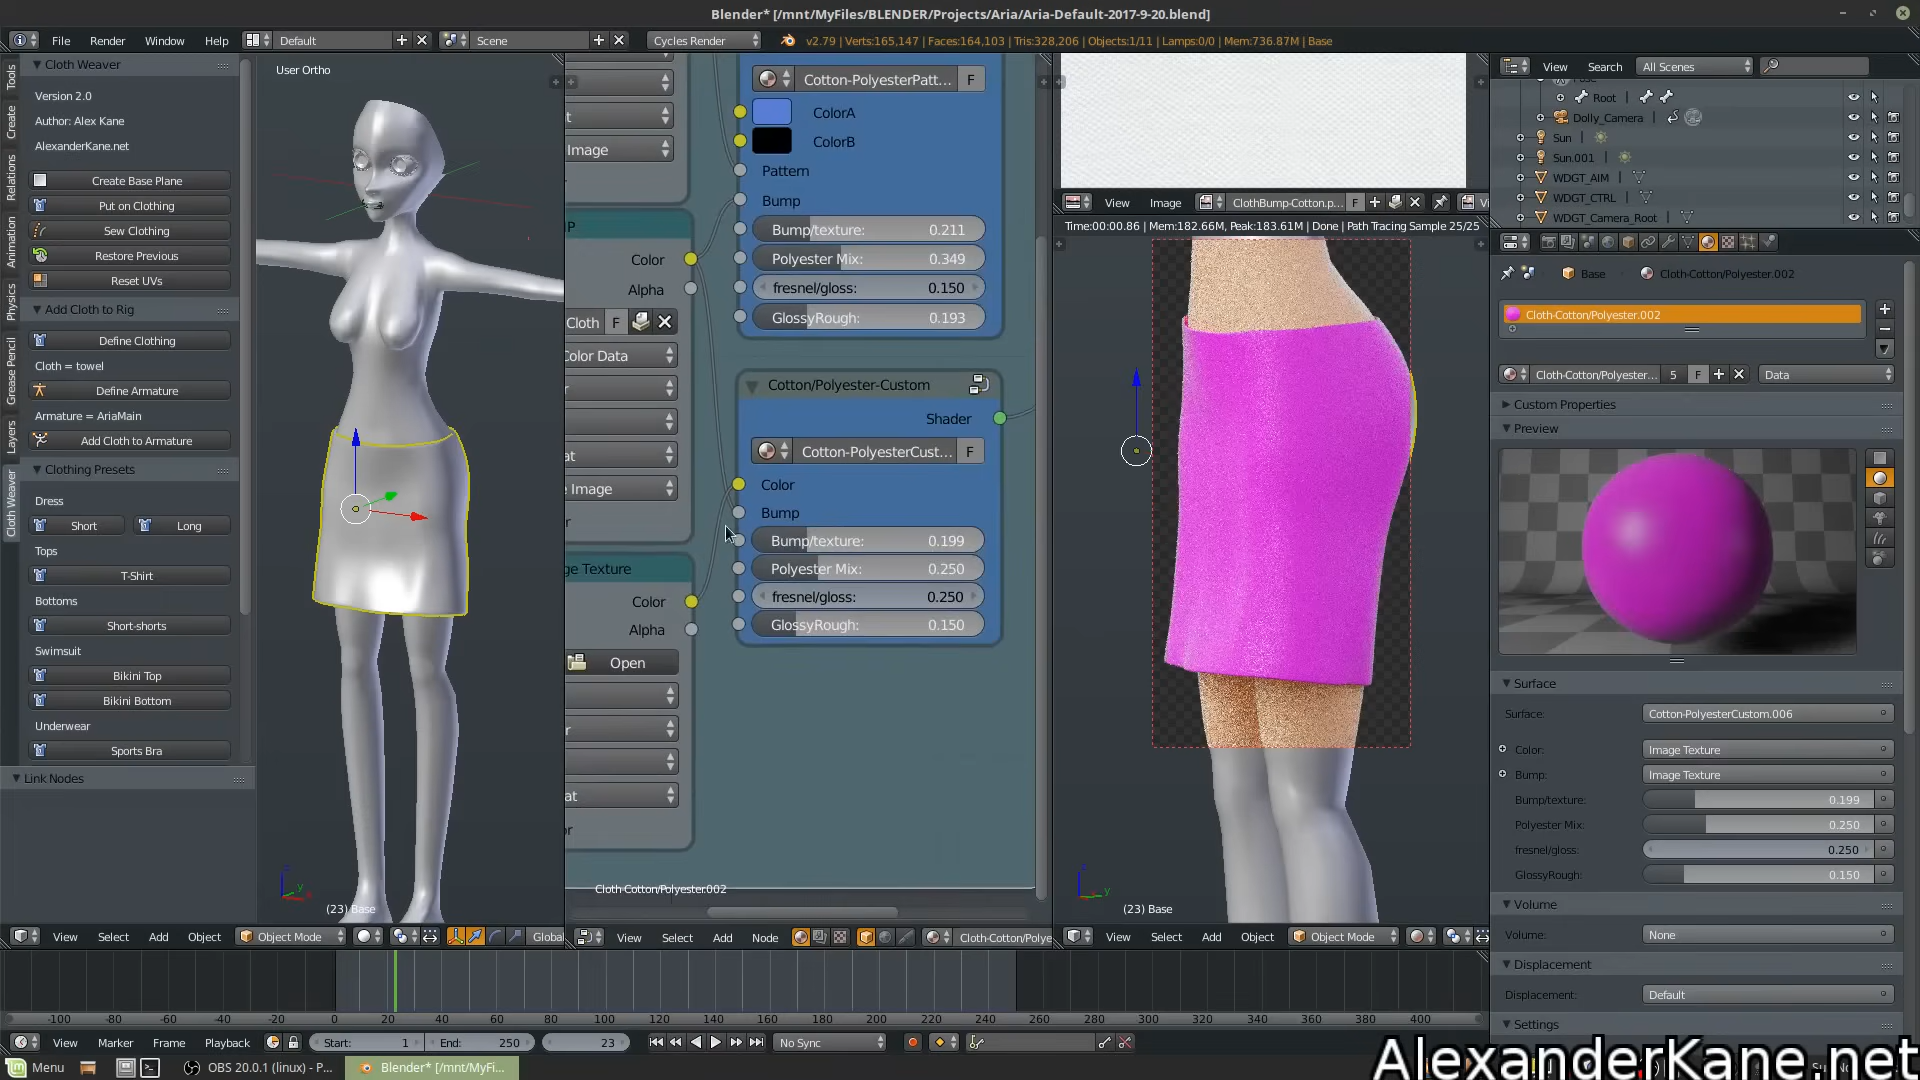 Blender* [/mnt/MyFiles/BLENDER/Projects/Aria/Aria-Default-2017-9-20.blend]
File Render Window Help Default Scene Cycles Render v2.79 | Verts:165,147 | Faces:164,103 | Tris:328,206 | Objects:1/11 | Lamps:0/0 | Mem:736.87M | Base
Tools
Create
Relations
Animation
Physics
Grease Pencil
Layers
Cloth Weaver
Cloth Weaver
Version 2.0
Author: Alex Kane
AlexanderKane.net
Create Base Plane
Put on Clothing
Sew Clothing
Restore Previous
Reset UVs
Add Cloth to Rig
Define Clothing
Cloth = towel
Define Armature
Armature = AriaMain
Add Cloth to Armature
Clothing Presets
Dress
Short Long
Tops
T-Shirt
Bottoms
Short-shorts
Swimsuit
Bikini Top
Bikini Bottom
Underwear
Sports Bra
Link Nodes
User Ortho
(23) Base
View Select Add Object Object Mode Global
t
Image
Color
Alpha
Cloth F
Color Data
at
Image
ge Texture
Color
Alpha
Open
at
Cotton-PolyesterPatt... F
ColorA
ColorB
Pattern
Bump
Bump/texture: 0.211
Polyester Mix: 0.349
fresnel/gloss: 0.150
GlossyRough: 0.193
Cotton/Polyester-Custom
Shader
Cotton-PolyesterCust... F
Color
Bump
Bump/texture: 0.199
Polyester Mix: 0.250
fresnel/gloss: 0.250
GlossyRough: 0.150
Cloth-Cotton/Polyester.002
View Select Add Node Cloth-Cotton/Polye
View Image ClothBump-Cotton.p... F Vi
Time:00:00.86 | Mem:182.66M, Peak:183.61M | Done | Path Tracing Sample 25/25
(23) Base
View Select Add Object Object Mode
View Search All Scenes
Root
Dolly_Camera
Sun
Sun.001
WDGT_AIM
WDGT_CTRL
WDGT_Camera_Root
Base Cloth-Cotton/Polyester.002
Cloth-Cotton/Polyester.002
Cloth-Cotton/Polyester... 5 F Data
Custom Properties
Preview
Surface
Surface: Cotton-PolyesterCustom.006
Color: Image Texture
Bump: Image Texture
Bump/texture: 0.199
Polyester Mix: 0.250
fresnel/gloss: 0.250
GlossyRough: 0.150
Volume
Volume: None
Displacement
Displacement: Default
Settings
-100 -80 -60 -40 -20 0 20 40 60 80 100 120 140 160 180 200 220 240 260 280 300 320 340 360 380 400
View Marker Frame Playback Start: 1 End: 250 23 No Sync
Menu OBS 20.0.1 (linux) - P... Blender* [/mnt/MyFi...
AlexanderKane.net